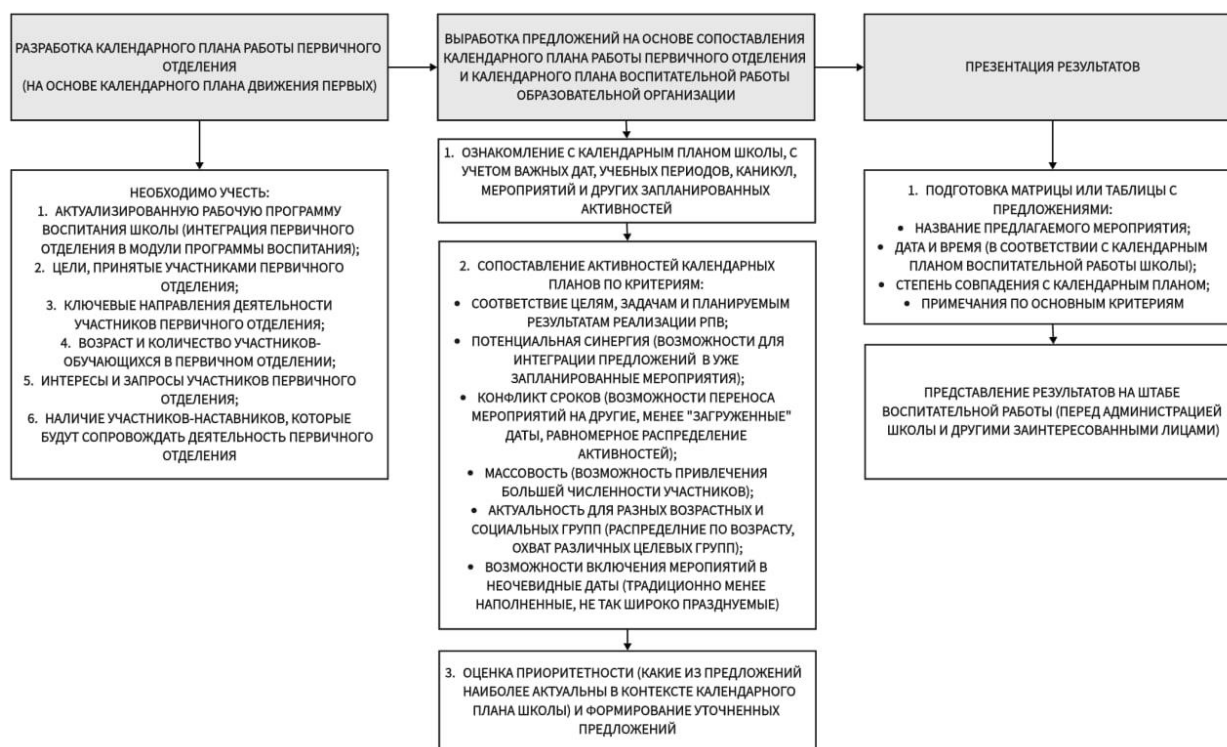 РАЗРАБОТКА КАЛЕНДАРНОГО ПЛАНА РАБОТЫ ПЕРВИЧНОГО
ОТДЕЛЕНИЯ
(НА ОСНОВЕ КАЛЕНДАРНОГО ПЛАНА ДВИЖЕНИЯ ПЕРВЫХ)
НЕОБХОДИМО УЧЕСТЬ:
1. АКТУАЛИЗИРОВАННУЮ РАБОЧУЮ ПРОГРАММУ
ВОСПИТАНИЯ ШКОЛЫ (ИНТЕГРАЦИЯ ПЕРВИЧНОГО
ОТДЕЛЕНИЯ В МОДУЛИ ПРОГРАММЫ ВОСПИТАНИЯ);
2. ЦЕЛИ, ПРИНЯТЫЕ УЧАСТНИКАМИ ПЕРВИЧНОГО
ОТДЕЛЕНИЯ;
3. КЛЮЧЕВЫЕ НАПРАВЛЕНИЯ ДЕЯТЕЛЬНОСТИ
УЧАСТНИКОВ ПЕРВИЧНОГО ОТДЕЛЕНИЯ;
4. ВОЗРАСТ И КОЛИЧЕСТВО УЧАСТНИКОВ-
ОБУЧАЮЩИХСЯ В ПЕРВИЧНОМ ОТДЕЛЕНИИ;
5. ИНТЕРЕСЫ И ЗАПРОСЫ УЧАСТНИКОВ ПЕРВИЧНОГО
ОТДЕЛЕНИЯ;
6. НАЛИЧИЕ УЧАСТНИКОВ-НАСТАВНИКОВ, КОТОРЫЕ
БУДУТ СОПРОВОЖДАТЬ ДЕЯТЕЛЬНОСТЬ ПЕРВИЧНОГО
ОТДЕЛЕНИЯ
ВЫРАБОТКА ПРЕДЛОЖЕНИЙ НА ОСНОВЕ СОПОСТАВЛЕНИЯ
КАЛЕНДАРНОГО ПЛАНА РАБОТЫ ПЕРВИЧНОГО ОТДЕЛЕНИЯ
И КАЛЕНДАРНОГО ПЛАНА ВОСПИТАТЕЛЬНОЙ РАБОТЫ
ОБРАЗОВАТЕЛЬНОЙ ОРГАНИЗАЦИИ
1. ОЗНАКОМЛЕНИЕ С КАЛЕНДАРНЫМ ПЛАНОМ ШКОЛЫ, С
УЧЕТОМ ВАЖНЫХ ДАТ, УЧЕБНЫХ ПЕРИОДОВ, КАНИКУЛ,
МЕРОПРИЯТИЙ И ДРУГИХ ЗАПЛАНИРОВАННЫХ
АКТИВНОСТЕЙ
2. СОПОСТАВЛЕНИЕ АКТИВНОСТЕЙ КАЛЕНДАРНЫХ
ПЛАНОВ ПО КРИТЕРИЯМ:
• СООТВЕТСТВИЕ ЦЕЛЯМ, ЗАДАЧАМ И ПЛАНИРУЕМЫМ
РЕЗУЛЬТАТАМ РЕАЛИЗАЦИИ РПВ;
• ПОТЕНЦИАЛЬНАЯ СИНЕРГИЯ (ВОЗМОЖНОСТИ ДЛЯ
ИНТЕГРАЦИИ ПРЕДЛОЖЕНИЙ В УЖЕ
ЗАПЛАНИРОВАННЫЕ МЕРОПРИЯТИЯ);
• КОНФЛИКТ СРОКОВ (ВОЗМОЖНОСТИ ПЕРЕНОСА
МЕРОПРИЯТИЙ НА ДРУГИЕ, МЕНЕЕ "ЗАГРУЖЕННЫЕ"
ДАТЫ, РАВНОМЕРНОЕ РАСПРЕДЕЛЕНИЕ
АКТИВНОСТЕЙ);
• МАССОВОСТЬ (ВОЗМОЖНОСТЬ ПРИВЛЕЧЕНИЯ
БОЛЬШЕЙ ЧИСЛЕННОСТИ УЧАСТНИКОВ);
• АКТУАЛЬНОСТЬ ДЛЯ РАЗНЫХ ВОЗРАСТНЫХ И
СОЦИАЛЬНЫХ ГРУПП (РАСПРЕДЕЛНИЕ ПО ВОЗРАСТУ,
ОХВАТ РАЗЛИЧНЫХ ЦЕЛЕВЫХ ГРУПП);
• ВОЗМОЖНОСТИ ВКЛЮЧЕНИЯ МЕРОПИЯТИЙ В
НЕОЧЕВИДНЫЕ ДАТЫ (ТРАДИЦИОННО МЕНЕЕ
НАПОЛНЕННЫЕ, НЕ ТАК ШИРОКО ПРАЗДНУЕМЫЕ)
3. ОЦЕНКА ПРИОРИТЕТНОСТИ (КАКИЕ ИЗ ПРЕДЛОЖЕНИЙ
НАИБОЛЕЕ АКТУАЛЬНЫ В КОНТЕКСТЕ КАЛЕНДАРНОГО
ПЛАНА ШКОЛЫ) И ФОРМИРОВАНИЕ УТОЧНЕННЫХ
ПРЕДЛОЖЕНИЙ
ПРЕЗЕНТАЦИЯ РЕЗУЛЬТАТОВ
1. ПОДГОТОВКА МАТРИЦЫ ИЛИ ТАБЛИЦЫ С
ПРЕДЛОЖЕНИЯМИ:
• НАЗВАНИЕ ПРЕДЛАГАЕМОГО МЕРОПРИЯТИЯ;
• ДАТА И ВРЕМЯ (В СООТВЕТСТВИИ С КАЛЕНДАРНЫМ
ПЛАНОМ ВОСПИТАТЕЛЬНОЙ РАБОТЫ ШКОЛЫ);
• СТЕПЕНЬ СОВПАДЕНИЯ С КАЛЕНДАРНЫМ ПЛАНОМ;
• ПРИМЕЧАНИЯ ПО ОСНОВНЫМ КРИТЕРИЯМ
ПРЕДСТАВЛЕНИЕ РЕЗУЛЬТАТОВ НА ШТАБЕ
ВОСПИТАТЕЛЬНОЙ РАБОТЫ (ПЕРЕД АДМИНИСТРАЦИЕЙ
ШКОЛЫ И ДРУГИМИ ЗАИНТЕРЕСОВАННЫМИ ЛИЦАМИ)